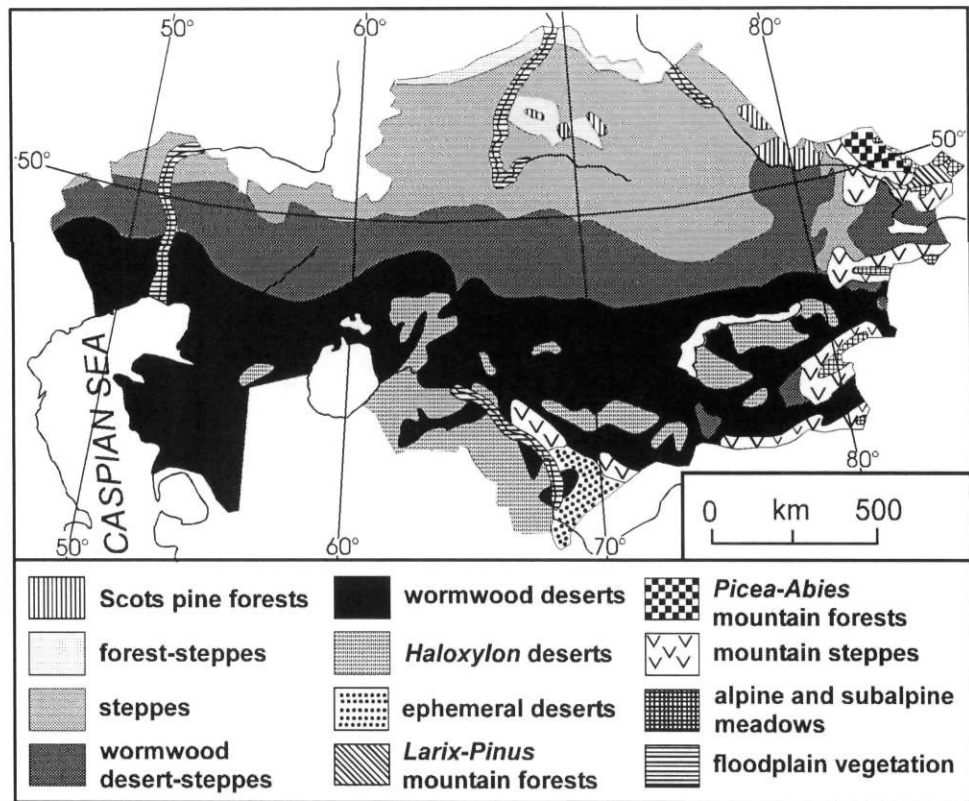 50°
60°
80°
50°
50°
CASPIAN SEA
80°
50°
60°
70°
0 km 500
Scots pine forests
forest-steppes
steppes
wormwood
desert-steppes
wormwood deserts
Haloxylon deserts
ephemeral deserts
Larix-Pinus
mountain forests
Picea-Abies
mountain forests
mountain steppes
alpine and subalpine
meadows
floodplain vegetation